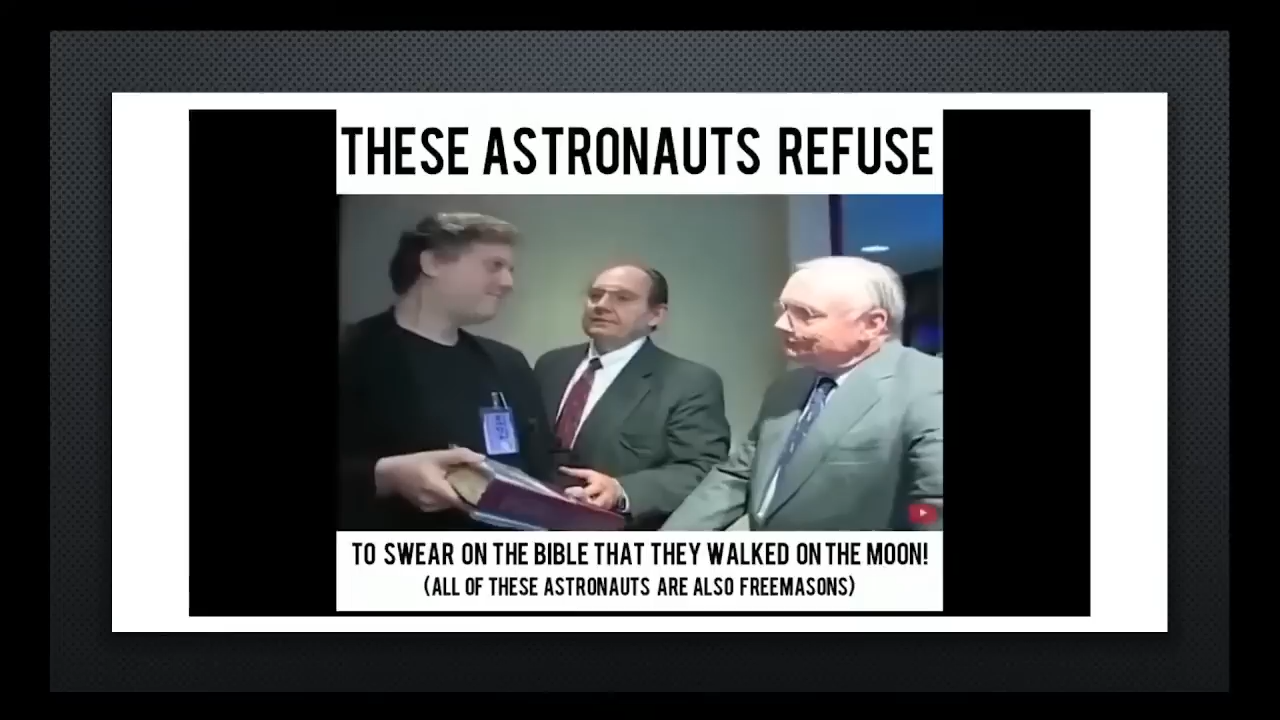 THESE ASTRONAUTS REFUSE
TO SWEAR ON THE BIBLE THAT THEY WALKED ON THE MOON!
(ALL OF THESE ASTRONAUTS ARE ALSO FREEMASONS)